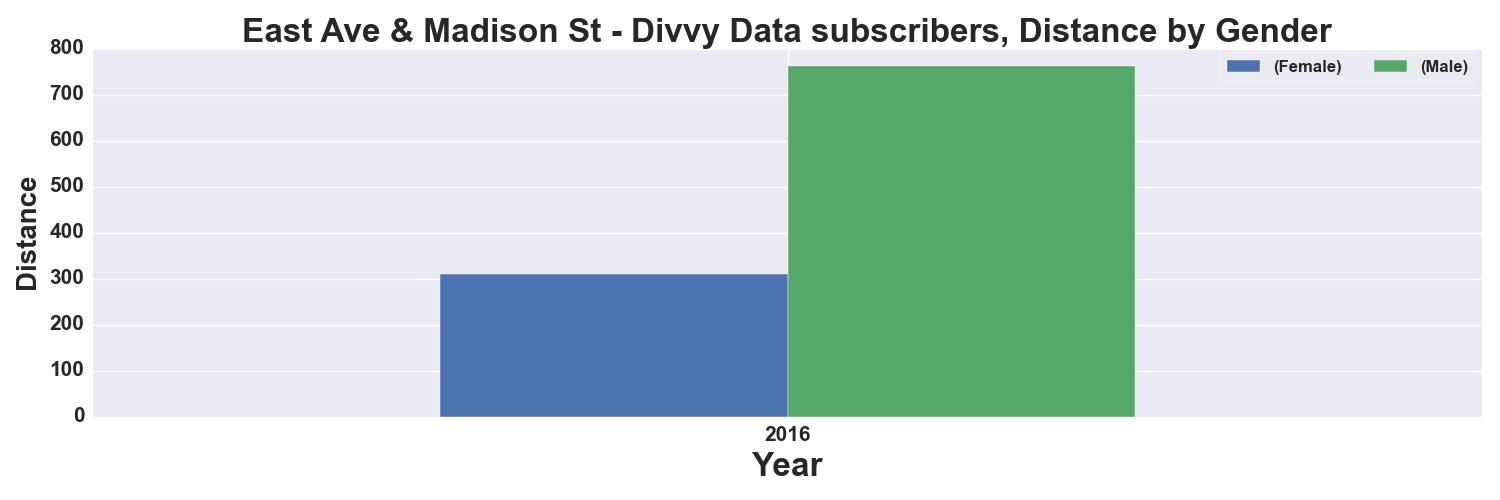 East Ave & Madison St - Divvy Data subscribers, Distance by Gender
800
700
600
500
400
300
200
100
0
Distance
(Female) (Male)
2016
Year